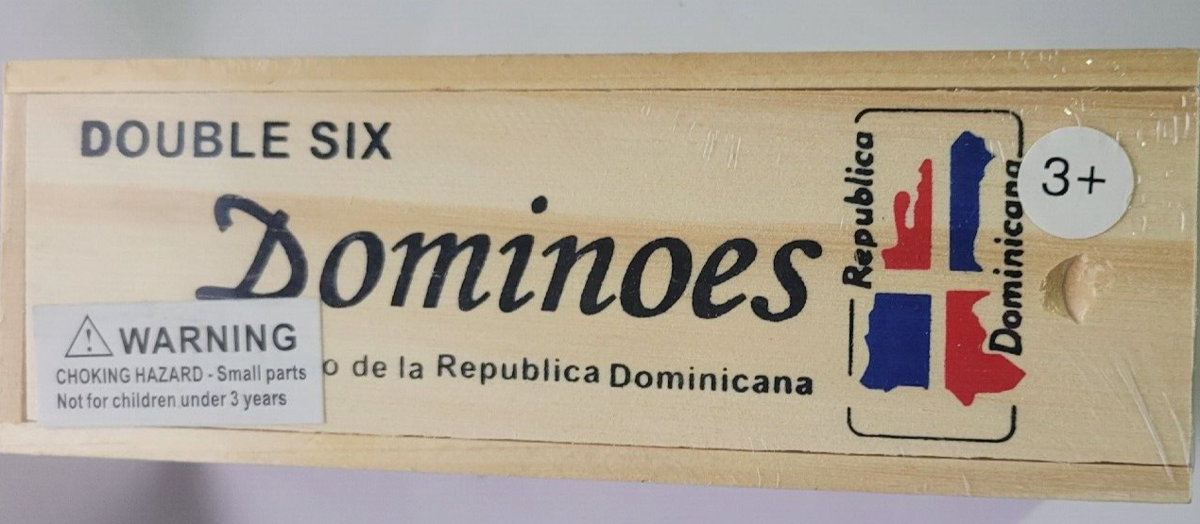 DOUBLE SIX
Dominoes
o de la Republica Dominicana
WARNING
CHOKING HAZARD - Small parts
Not for children under 3 years
Republica
Dominicana
3+